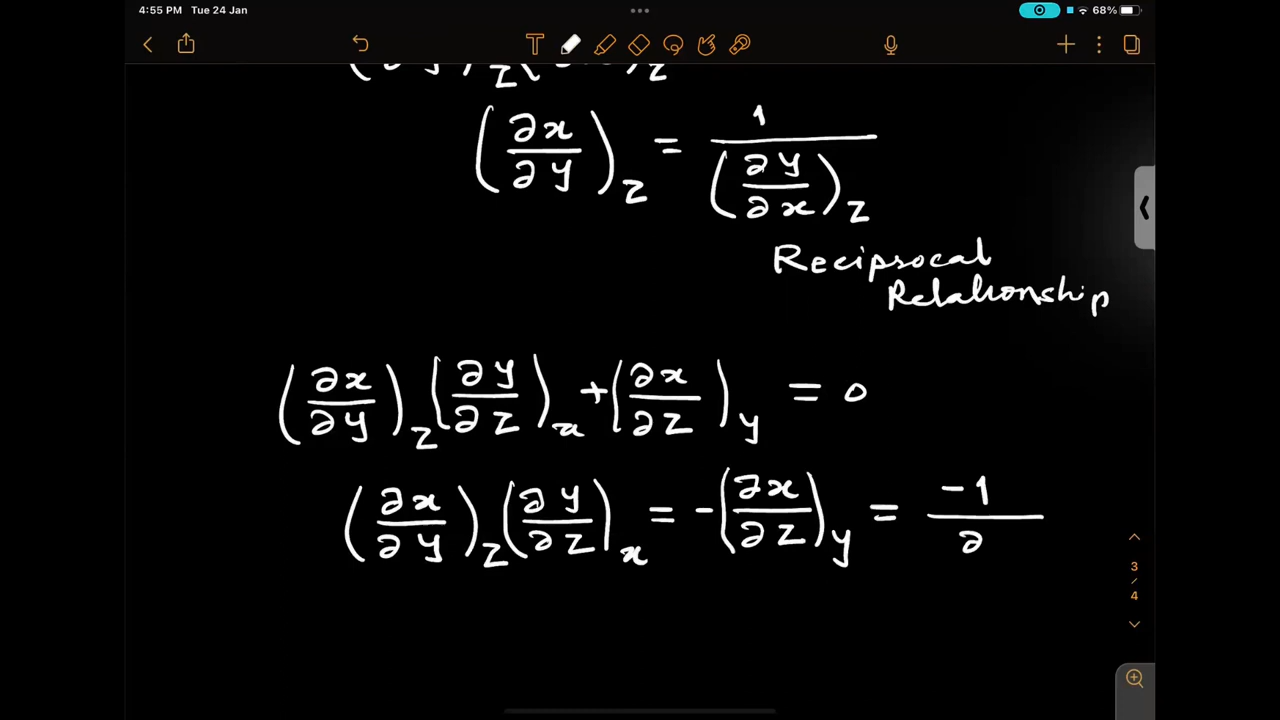 4:55 PM Tue 24 Jan
68%
(∂x/∂y)_z = 1/(∂y/∂x)_z
Reciprocal
Relationship
(∂x/∂y)_z (∂y/∂z)_x + (∂x/∂z)_y = 0
(∂x/∂y)_z (∂y/∂z)_x = -(∂x/∂z)_y = -1/∂
3
/
4